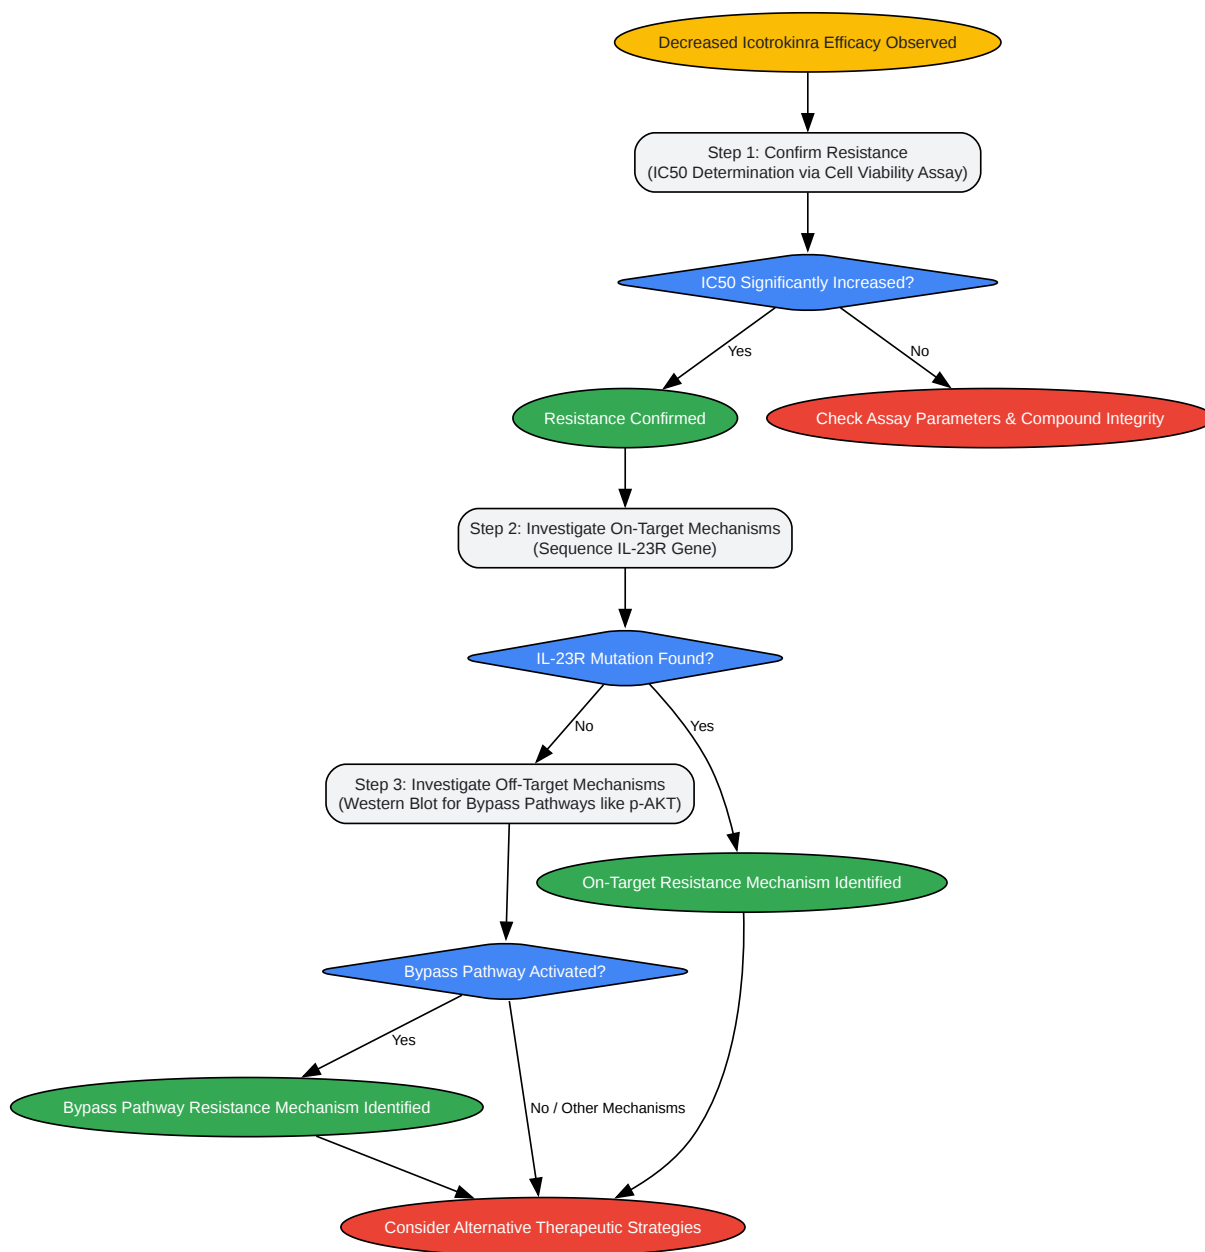 Decreased Icotrokinra Efficacy Observed
Step 1: Confirm Resistance
(IC50 Determination via Cell Viability Assay)
IC50 Significantly Increased?
Yes
No
Resistance Confirmed
Check Assay Parameters & Compound Integrity
Step 2: Investigate On-Target Mechanisms
(Sequence IL-23R Gene)
IL-23R Mutation Found?
No
Yes
Step 3: Investigate Off-Target Mechanisms
(Western Blot for Bypass Pathways like p-AKT)
On-Target Resistance Mechanism Identified
Bypass Pathway Activated?
Yes
Bypass Pathway Resistance Mechanism Identified
No / Other Mechanisms
Consider Alternative Therapeutic Strategies